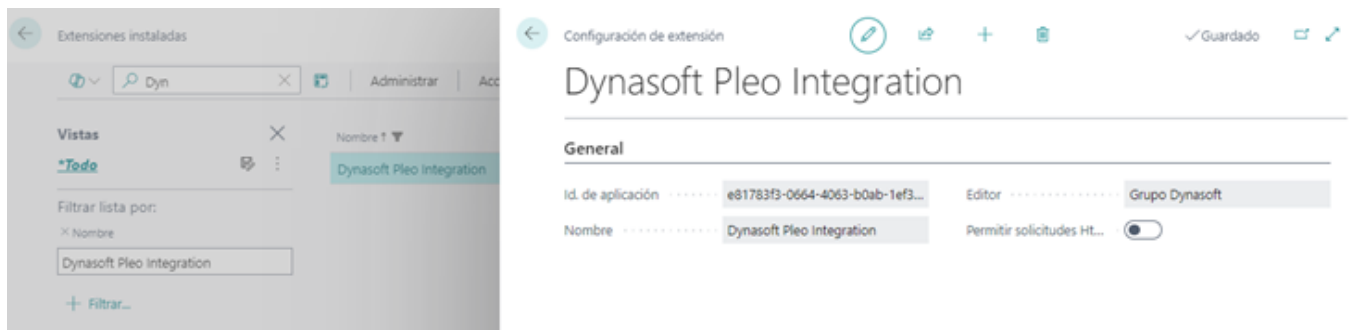 Extensiones instaladas
Dyn
Administrar
Acc
Vistas
*Todo
Filtrar lista por:
× Nombre
Dynasoft Pleo Integration
+ Filtrar...
Nombre ↑
Dynasoft Pleo Integration
Configuración de extensión
✓ Guardado
Dynasoft Pleo Integration
General
Id. de aplicación
e81783f3-0664-4063-b0ab-1ef3...
Editor
Grupo Dynasoft
Nombre
Dynasoft Pleo Integration
Permitir solicitudes Ht...